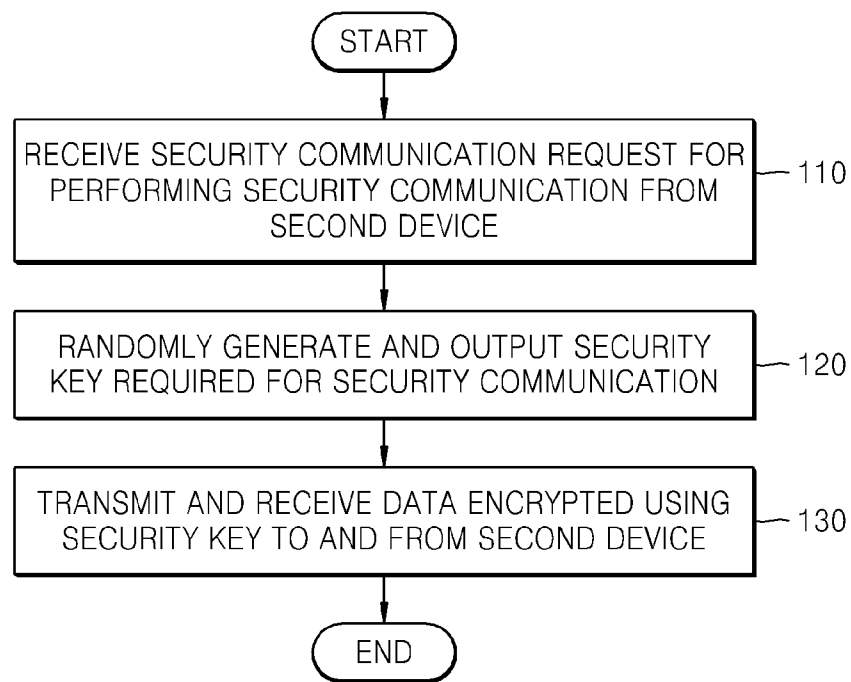 START
RECEIVE SECURITY COMMUNICATION REQUEST FOR
PERFORMING SECURITY COMMUNICATION FROM
SECOND DEVICE
110
RANDOMLY GENERATE AND OUTPUT SECURITY
KEY REQUIRED FOR SECURITY COMMUNICATION
120
TRANSMIT AND RECEIVE DATA ENCRYPTED USING
SECURITY KEY TO AND FROM SECOND DEVICE
130
END